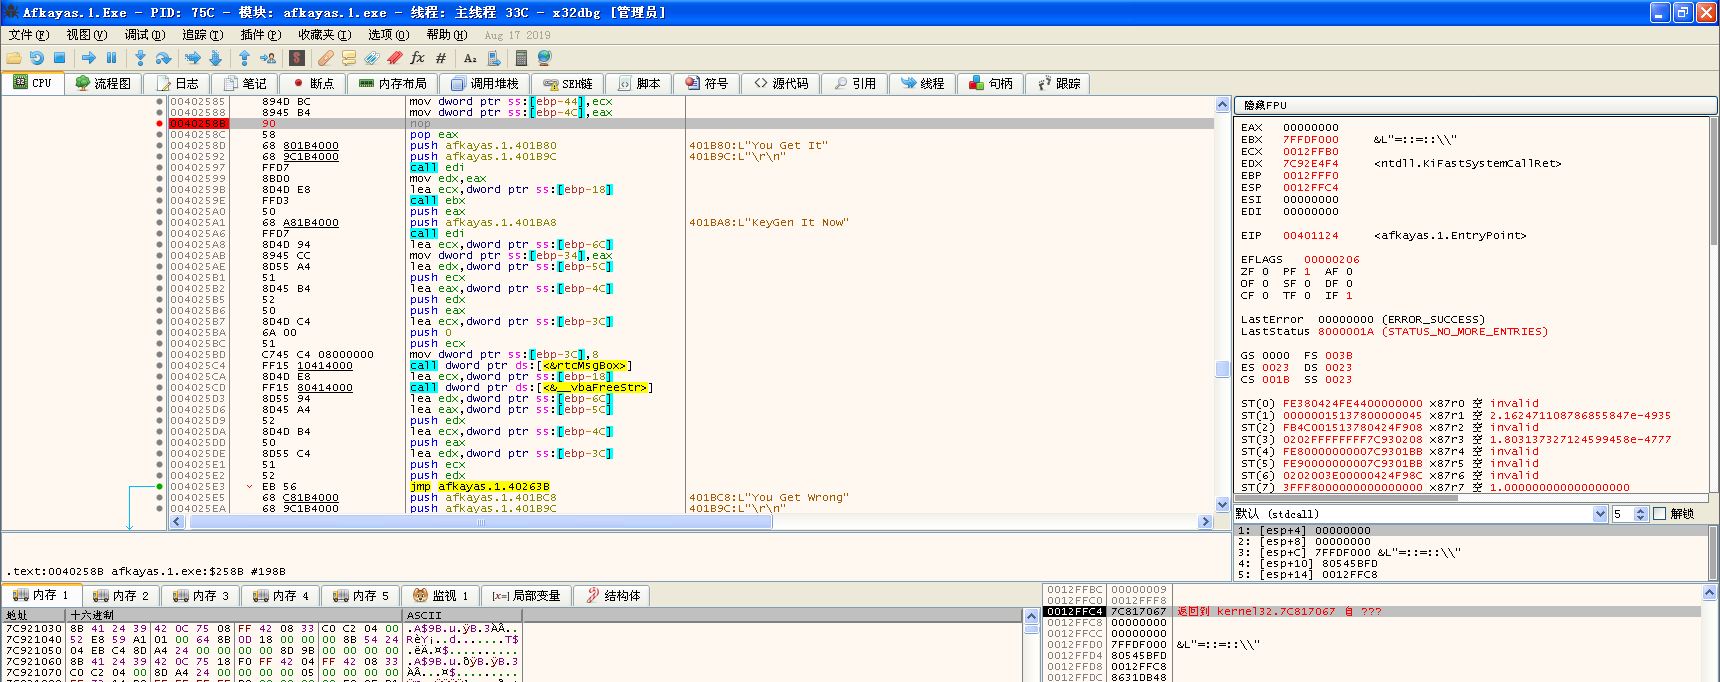 Afkayas.1.Exe - PID: 75C - 模块: afkayas.1.exe - 线程: 主线程 33C - x32dbg [管理员]
文件(F) 视图(V) 调试(D) 追踪(T) 插件(P) 收藏夹(I) 选项(O) 帮助(H) Aug 17 2019
CPU 流程图 日志 笔记 断点 内存布局 调用堆栈 SEH链 脚本 符号 源代码 引用 线程 句柄 跟踪
00402585 894D BC mov dword ptr ss:[ebp-44],ecx
00402588 8945 B4 mov dword ptr ss:[ebp-4C],eax
0040258B 90 nop
0040258C 58 pop eax
0040258D 68 801B4000 push afkayas.1.401B80 401B80:L"You Get It"
00402592 68 9C1B4000 push afkayas.1.401B9C 401B9C:L"\r\n"
00402597 FFD7 call edi
00402599 8BD0 mov edx,eax
0040259B 8D4D E8 lea ecx,dword ptr ss:[ebp-18]
0040259E FFD3 call ebx
004025A0 50 push eax
004025A1 68 A81B4000 push afkayas.1.401BA8 401BA8:L"KeyGen It Now"
004025A6 FFD7 call edi
004025A8 8D4D 94 lea ecx,dword ptr ss:[ebp-6C]
004025AB 8945 CC mov dword ptr ss:[ebp-34],eax
004025AE 8D55 A4 lea edx,dword ptr ss:[ebp-5C]
004025B1 51 push ecx
004025B2 8D45 B4 lea eax,dword ptr ss:[ebp-4C]
004025B5 52 push edx
004025B6 50 push eax
004025B7 8D4D C4 lea ecx,dword ptr ss:[ebp-3C]
004025BA 6A 00 push 0
004025BC 51 push ecx
004025BD C745 C4 08000000 mov dword ptr ss:[ebp-3C],8
004025C4 FF15 10414000 call dword ptr ds:[<&rtcMsgBox>]
004025CA 8D4D E8 lea ecx,dword ptr ss:[ebp-18]
004025CD FF15 80414000 call dword ptr ds:[<&__vbaFreeStr>]
004025D3 8D55 94 lea edx,dword ptr ss:[ebp-6C]
004025D6 8D45 A4 lea eax,dword ptr ss:[ebp-5C]
004025D9 52 push edx
004025DA 8D4D B4 lea ecx,dword ptr ss:[ebp-4C]
004025DD 50 push eax
004025DE 8D55 C4 lea edx,dword ptr ss:[ebp-3C]
004025E1 51 push ecx
004025E2 52 push edx
004025E3 EB 56 jmp afkayas.1.40263B
004025E5 68 C81B4000 push afkayas.1.401BC8 401BC8:L"You Get Wrong"
004025EA 68 9C1B4000 push afkayas.1.401B9C 401B9C:L"\r\n"
.text:0040258B afkayas.1.exe:$258B #198B
隐藏FPU
EAX 00000000
EBX 7FFDF000 &L"=::=::\\"
ECX 0012FFB0
EDX 7C92E4F4 <ntdll.KiFastSystemCallRet>
EBP 0012FFF0
ESP 0012FFC4
ESI 00000000
EDI 00000000
EIP 00401124 <afkayas.1.EntryPoint>
EFLAGS 00000206
ZF 0 PF 1 AF 0
OF 0 SF 0 DF 0
CF 0 TF 0 IF 1
LastError 00000000 (ERROR_SUCCESS)
LastStatus 8000001A (STATUS_NO_MORE_ENTRIES)
GS 0000 FS 003B
ES 0023 DS 0023
CS 001B SS 0023
ST(0) FE380424FE4400000000 x87r0 空 invalid
ST(1) 00000015137800000045 x87r1 空 2.162471108786855847e-4935
ST(2) FB4C001513780424F908 x87r2 空 invalid
ST(3) 0202FFFFFFFF7C930208 x87r3 空 1.803137327124599458e-4777
ST(4) FE80000000007C9301BB x87r4 空 invalid
ST(5) FE90000000007C9301BB x87r5 空 invalid
ST(6) 0202003E00000424F98C x87r6 空 invalid
ST(7) 3FFF8000000000000000 x87r7 空 1.000000000000000000
默认 (stdcall) 5 解锁
1: [esp+4] 00000000
2: [esp+8] 00000000
3: [esp+C] 7FFDF000 &L"=::=::\\"
4: [esp+10] 80545BFD
5: [esp+14] 0012FFC8
内存 1 内存 2 内存 3 内存 4 内存 5 监视 1 [x=] 局部变量 结构体
地址 十六进制 ASCII
7C921030 8B 41 24 39 42 0C 75 08 FF 42 08 33 C0 C2 04 00 .A$9B.u.ÿB.3ÀÂ..
7C921040 52 E8 59 A1 01 00 64 8B 0D 18 00 00 00 8B 54 24 RèY¡..d.......T$
7C921050 04 EB C4 8D A4 24 00 00 00 00 8D 9B 00 00 00 00 .ëÄ.¤$..........
7C921060 8B 41 24 39 42 0C 75 18 F0 FF 42 04 FF 42 08 33 .A$9B.u.ðÿB.ÿB.3
7C921070 C0 C2 04 00 8D A4 24 00 00 00 00 05 00 00 00 00 ÀÂ...¤$.........
0012FFBC 00000009
0012FFC0 0012FFF8
0012FFC4 7C817067 返回到 kernel32.7C817067 自 ???
0012FFC8 00000000
0012FFCC 00000000
0012FFD0 7FFDF000 &L"=::=::\\"
0012FFD4 80545BFD
0012FFD8 0012FFC8
0012FFDC 8631DB48